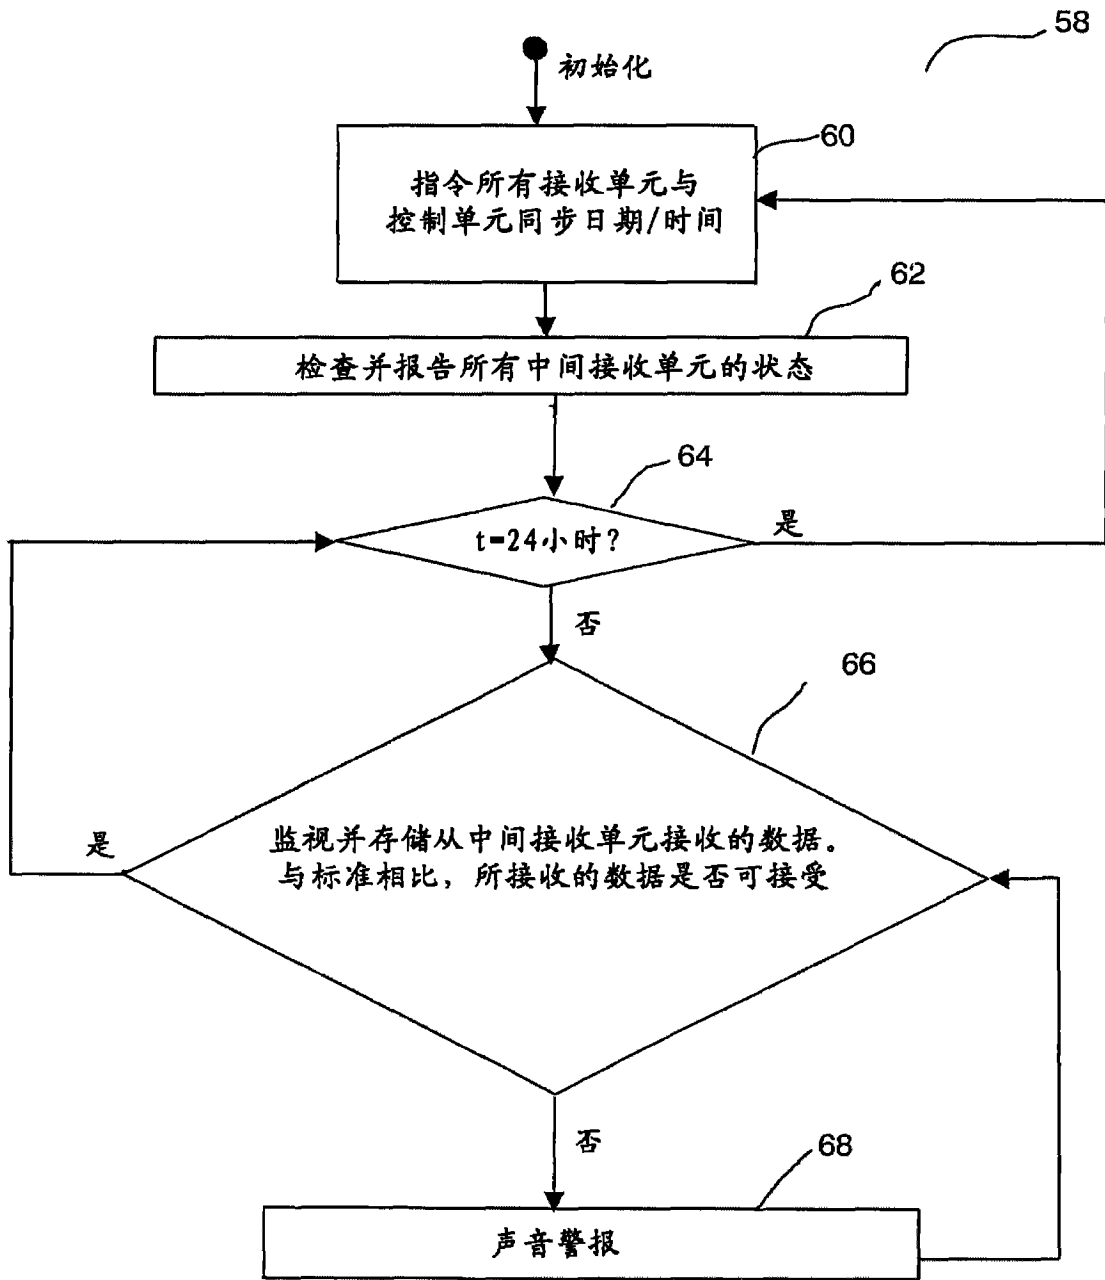 58
初始化
60
指令所有接收单元与
控制单元同步日期/时间
62
检查并报告所有中间接收单元的状态
64
t=24小时?
是
否
66
监视并存储从中间接收单元接收的数据。
与标准相比,所接收的数据是否可接受
是
否
68
声音警报